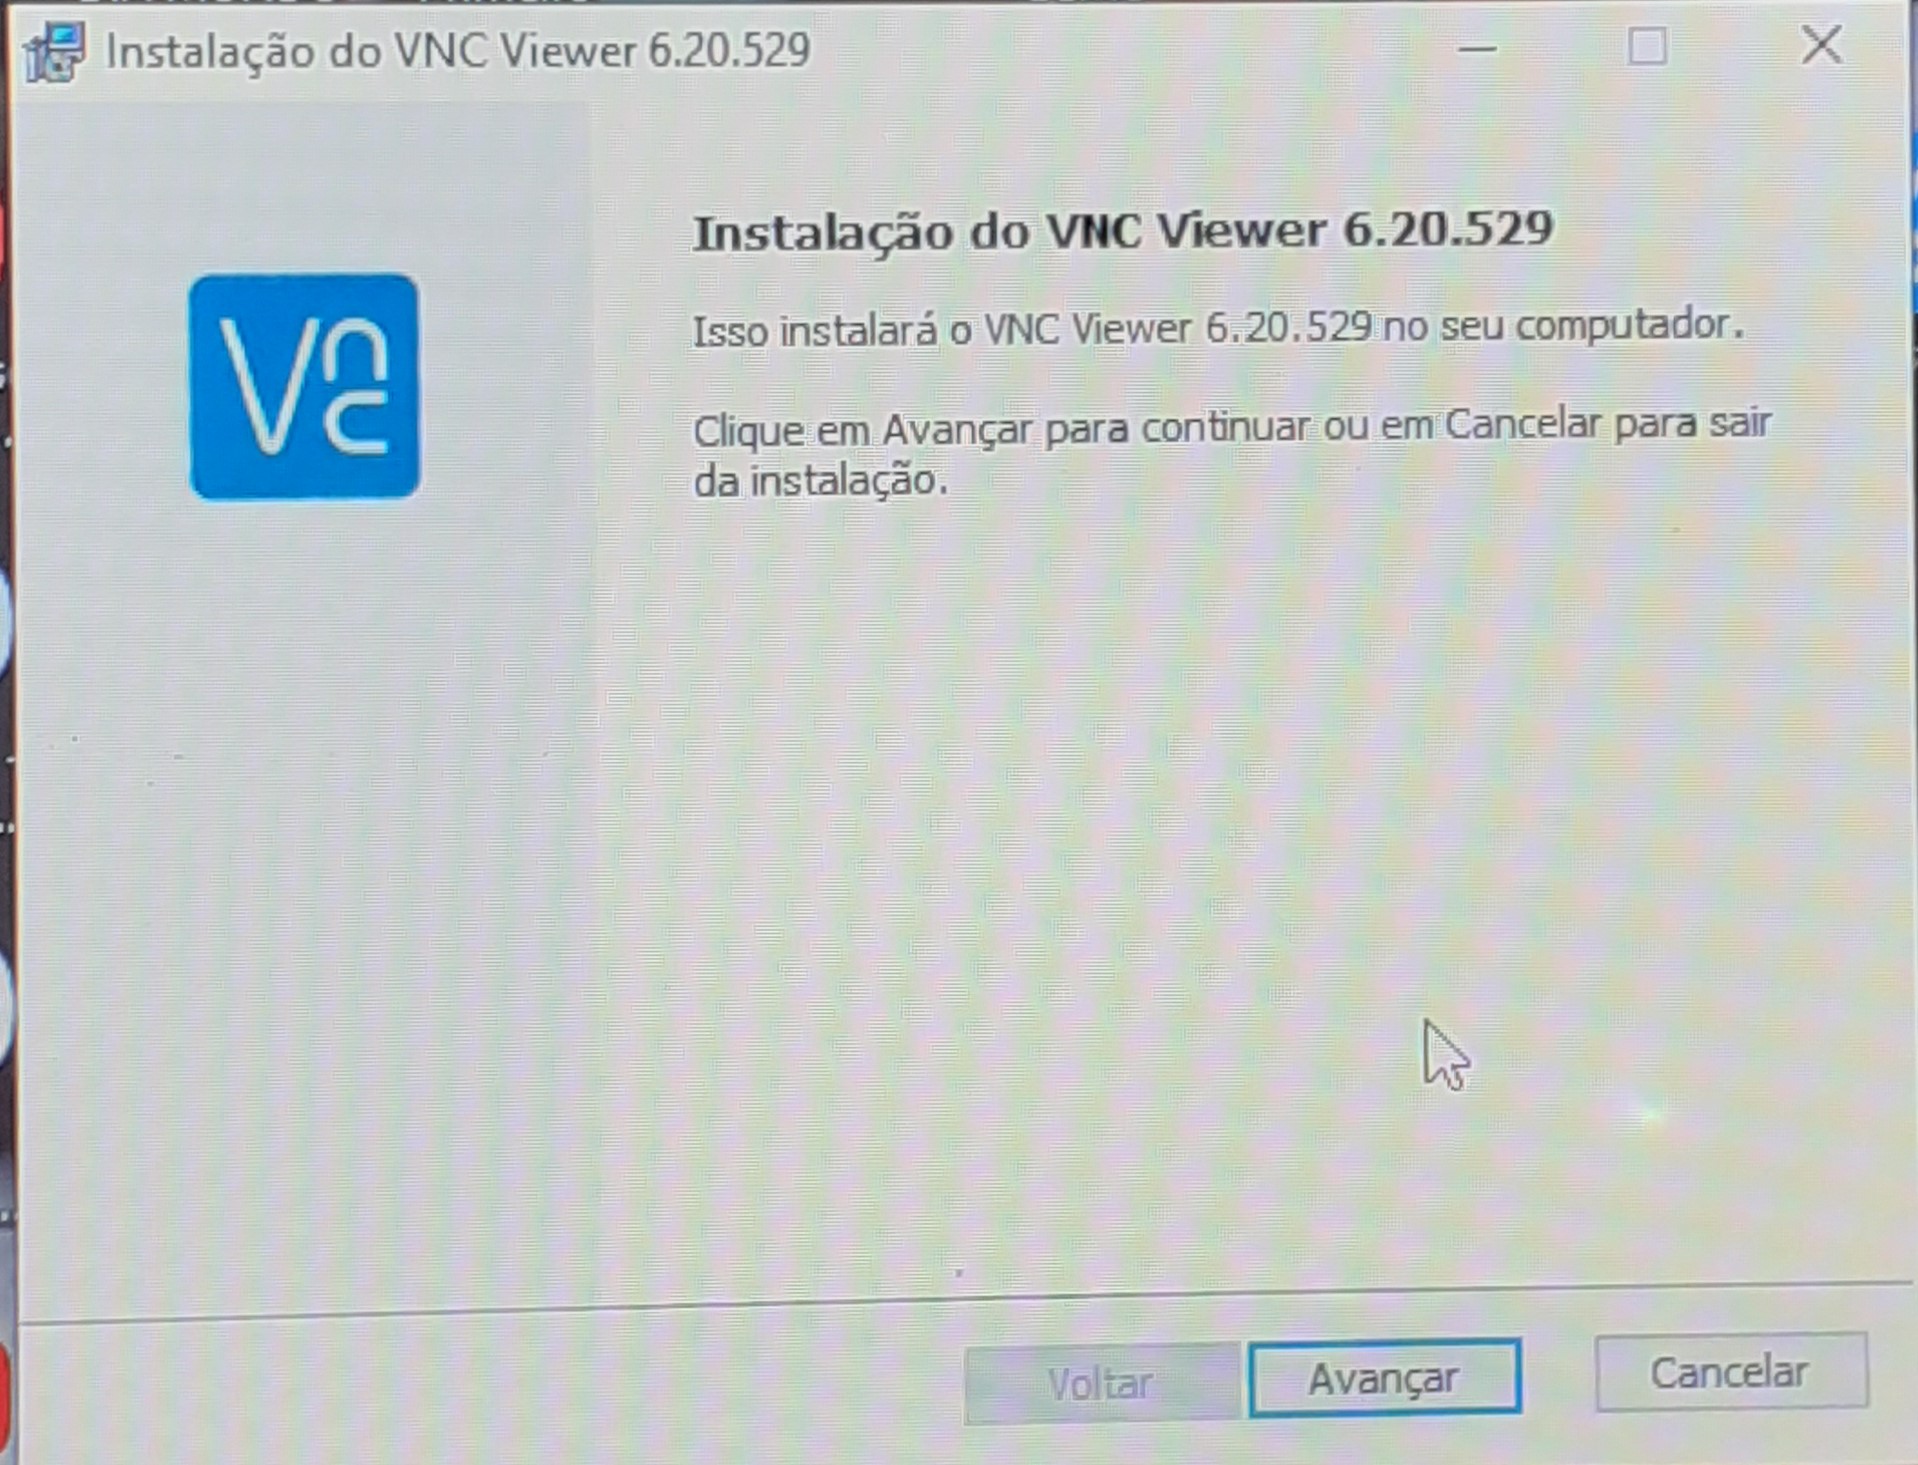 Instalação do VNC Viewer 6.20.529
Vnc
Instalação do VNC Viewer 6.20.529
Isso instalará o VNC Viewer 6.20.529 no seu computador.
Clique em Avançar para continuar ou em Cancelar para sair
da instalação.
Voltar
Avançar
Cancelar